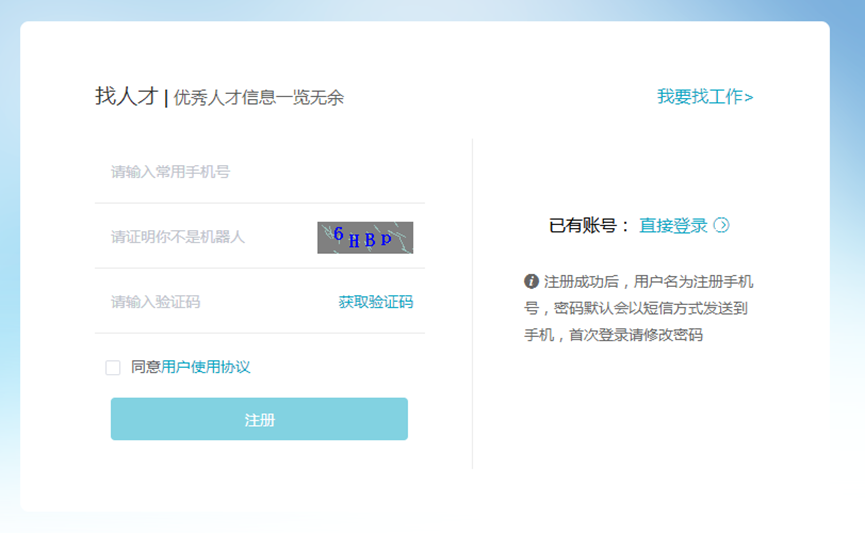 找人才 | 优秀人才信息一览无余
我要找工作>
请输入常用手机号
请证明你不是机器人
6HBp
请输入验证码
获取验证码
同意用户使用协议
注册
已有账号： 直接登录
注册成功后，用户名为注册手机
号，密码默认会以短信方式发送到
手机，首次登录请修改密码